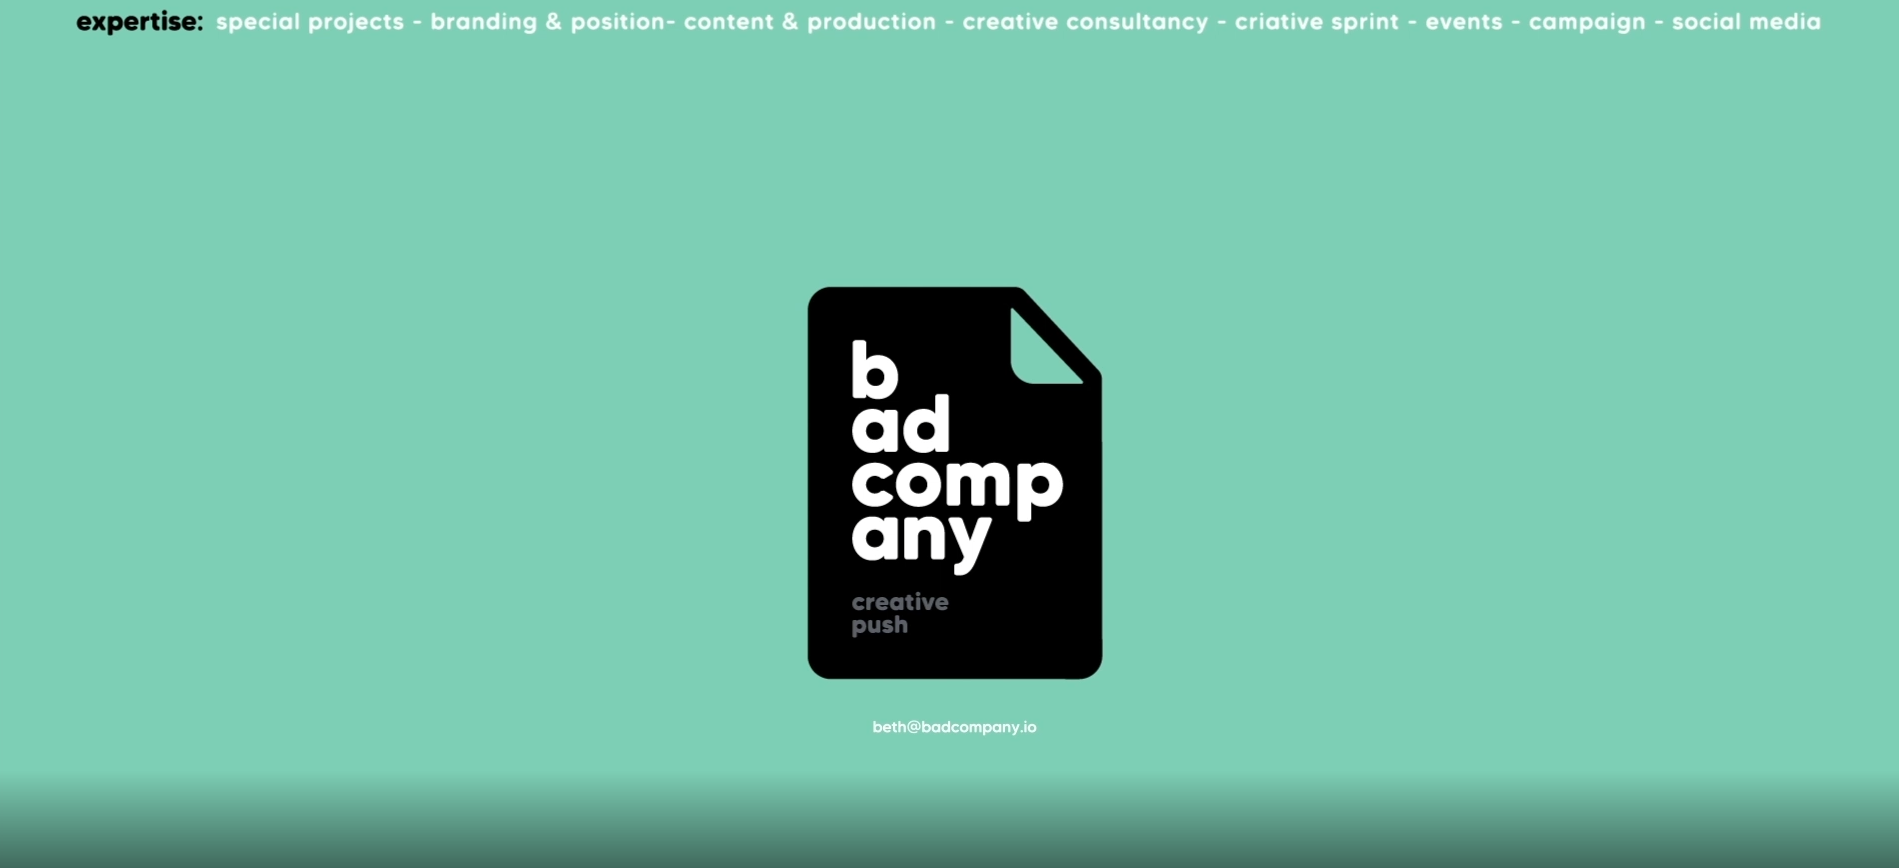 expertise: special projects - branding & position- content & production - creative consultancy - criative sprint - events - campaign - social media
b
ad
comp
any
creative
push
beth@badcompany.io